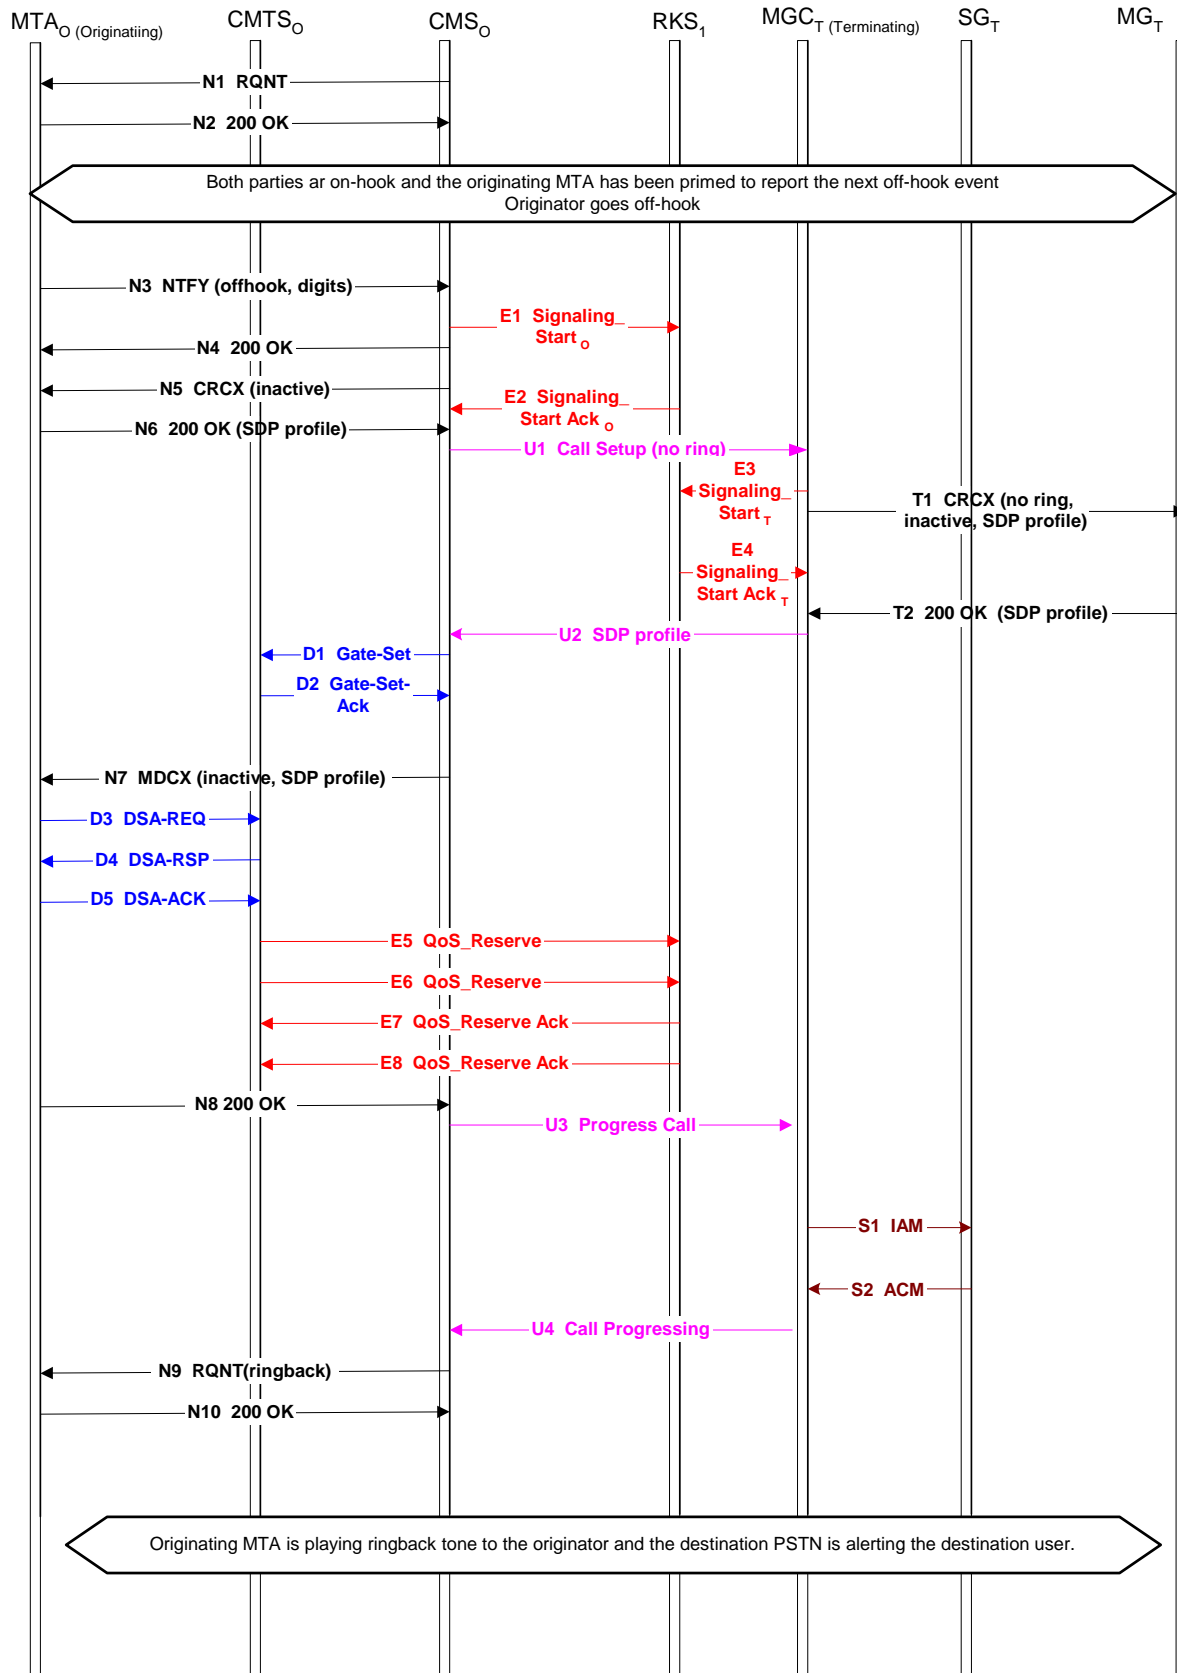 MTAO (Originatiing) CMTSO CMSO RKS1 MGCT (Terminating) SGT MGT
N1 RQNT
N2 200 OK
Both parties ar on-hook and the originating MTA has been primed to report the next off-hook event
Originator goes off-hook
N3 NTFY (offhook, digits)
E1 Signaling_
Start O
N4 200 OK
N5 CRCX (inactive)
E2 Signaling_
Start Ack O
N6 200 OK (SDP profile)
U1 Call Setup (no ring)
E3
Signaling_
Start T
T1 CRCX (no ring,
inactive, SDP profile)
E4
Signaling_
Start Ack T
T2 200 OK (SDP profile)
U2 SDP profile
D1 Gate-Set
D2 Gate-Set-
Ack
N7 MDCX (inactive, SDP profile)
D3 DSA-REQ
D4 DSA-RSP
D5 DSA-ACK
E5 QoS_Reserve
E6 QoS_Reserve
E7 QoS_Reserve Ack
E8 QoS_Reserve Ack
N8 200 OK
U3 Progress Call
S1 IAM
S2 ACM
U4 Call Progressing
N9 RQNT(ringback)
N10 200 OK
Originating MTA is playing ringback tone to the originator and the destination PSTN is alerting the destination user.